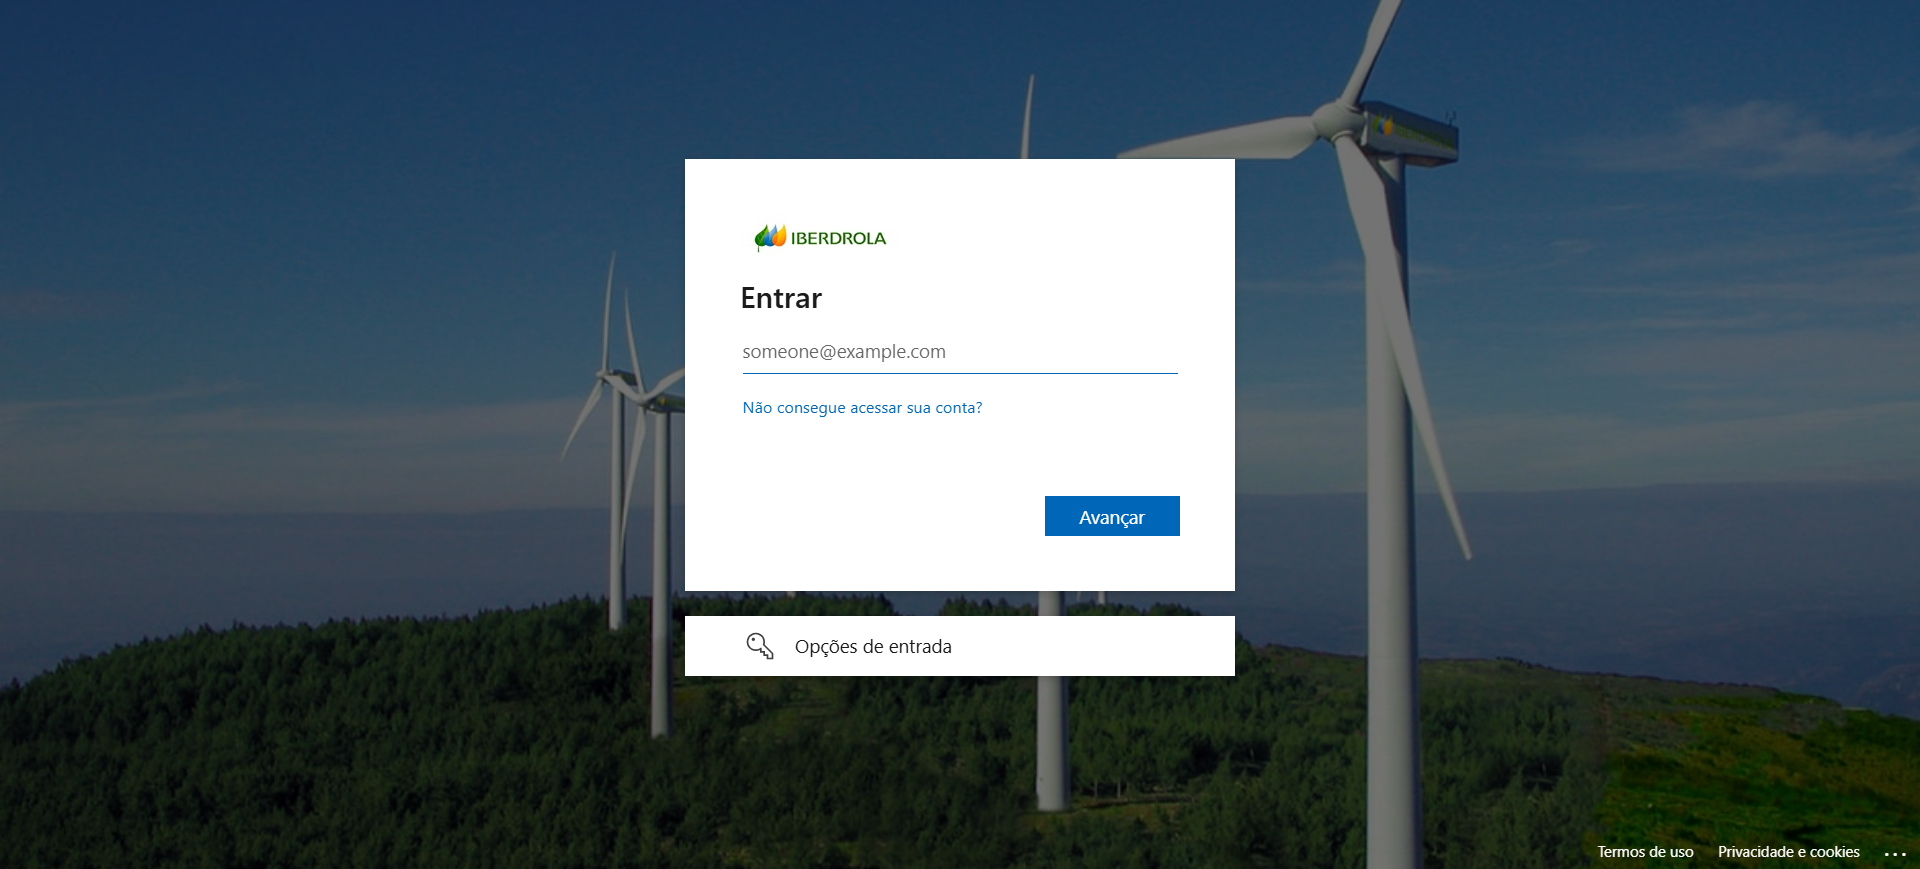 IBERDROLA
Entrar
someone@example.com
Não consegue acessar sua conta?
Avançar
Opções de entrada
Termos de uso
Privacidade e cookies
...